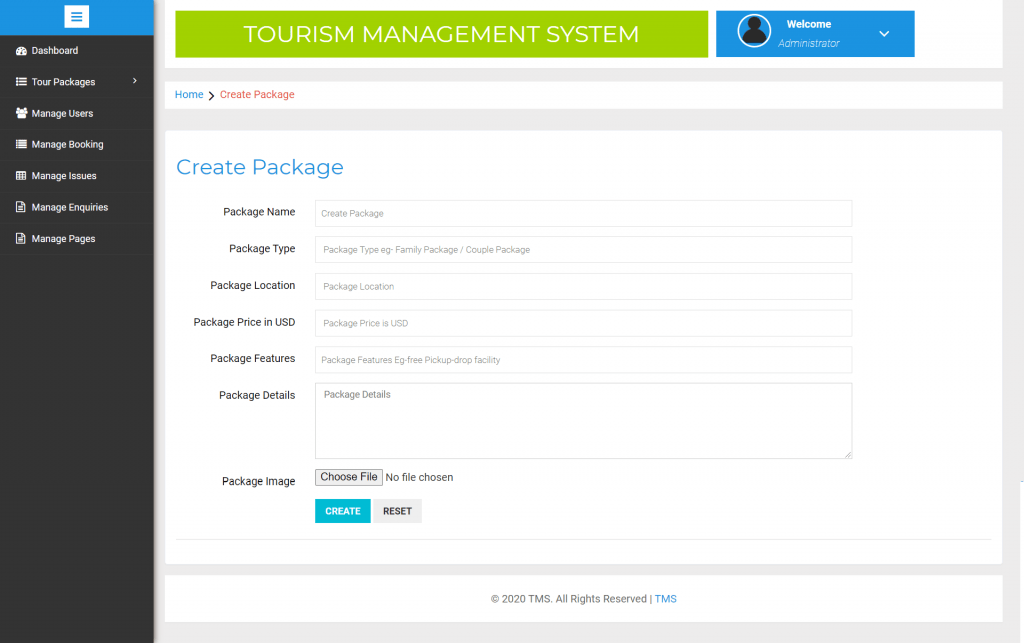 TOURISM MANAGEMENT SYSTEM
Welcome
Administrator
Dashboard
Tour Packages
Manage Users
Manage Booking
Manage Issues
Manage Enquiries
Manage Pages
Home Create Package
Create Package
Package Name Create Package
Package Type Package Type eg- Family Package / Couple Package
Package Location Package Location
Package Price in USD Package Price is USD
Package Features Package Features Eg-free Pickup-drop facility
Package Details Package Details
Package Image Choose File No file chosen
CREATE RESET
© 2020 TMS. All Rights Reserved | TMS